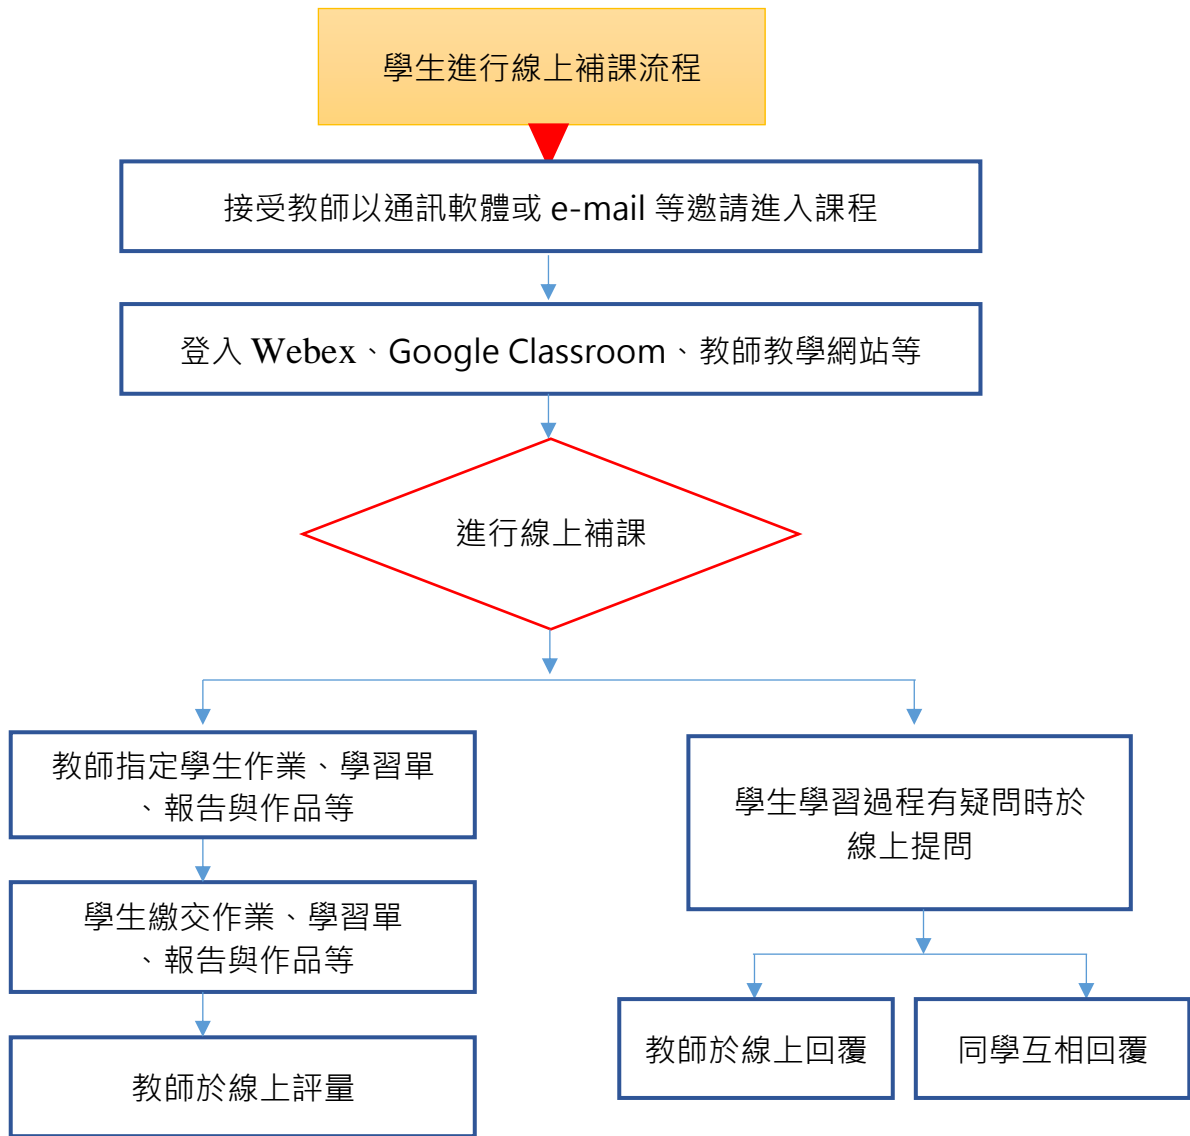 學生進行線上補課流程
接受教師以通訊軟體或 e-mail 等邀請進入課程
登入 Webex、Google Classroom、教師教學網站等
進行線上補課
教師指定學生作業、學習單
、報告與作品等
學生繳交作業、學習單
、報告與作品等
教師於線上評量
學生學習過程有疑問時於
線上提問
教師於線上回覆
同學互相回覆